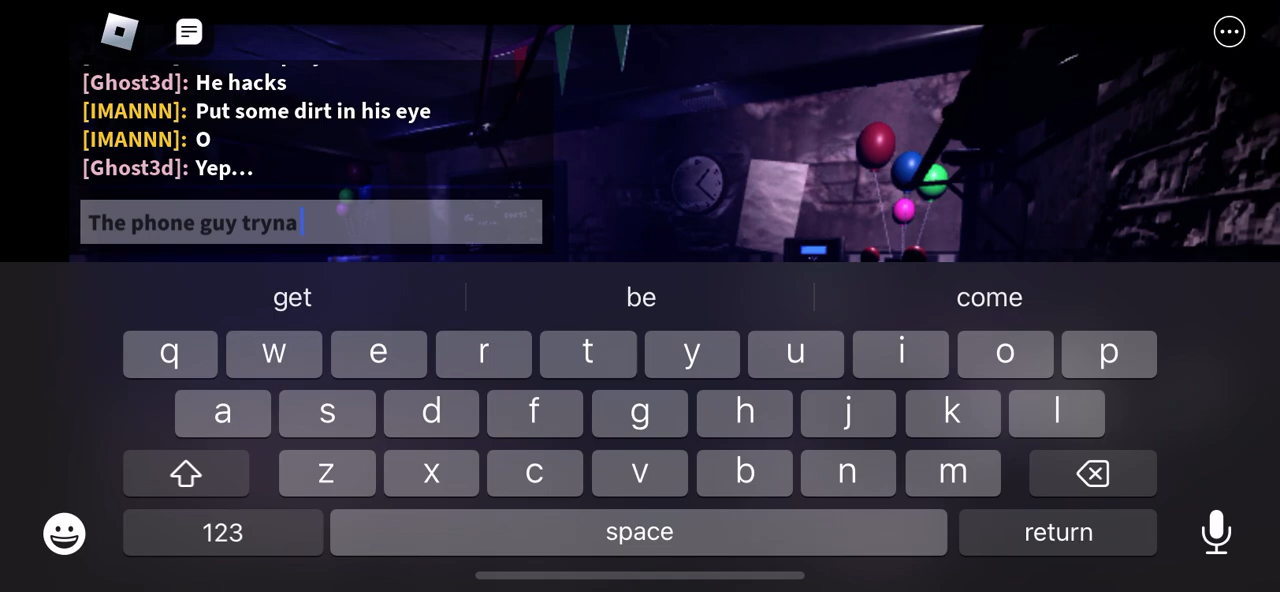 [Ghost3d]: He hacks
[IMANNN]: Put some dirt in his eye
[IMANNN]: O
[Ghost3d]: Yep...
The phone guy tryna
get be come
q w e r t y u i o p
a s d f g h j k l
z x c v b n m
123 space return